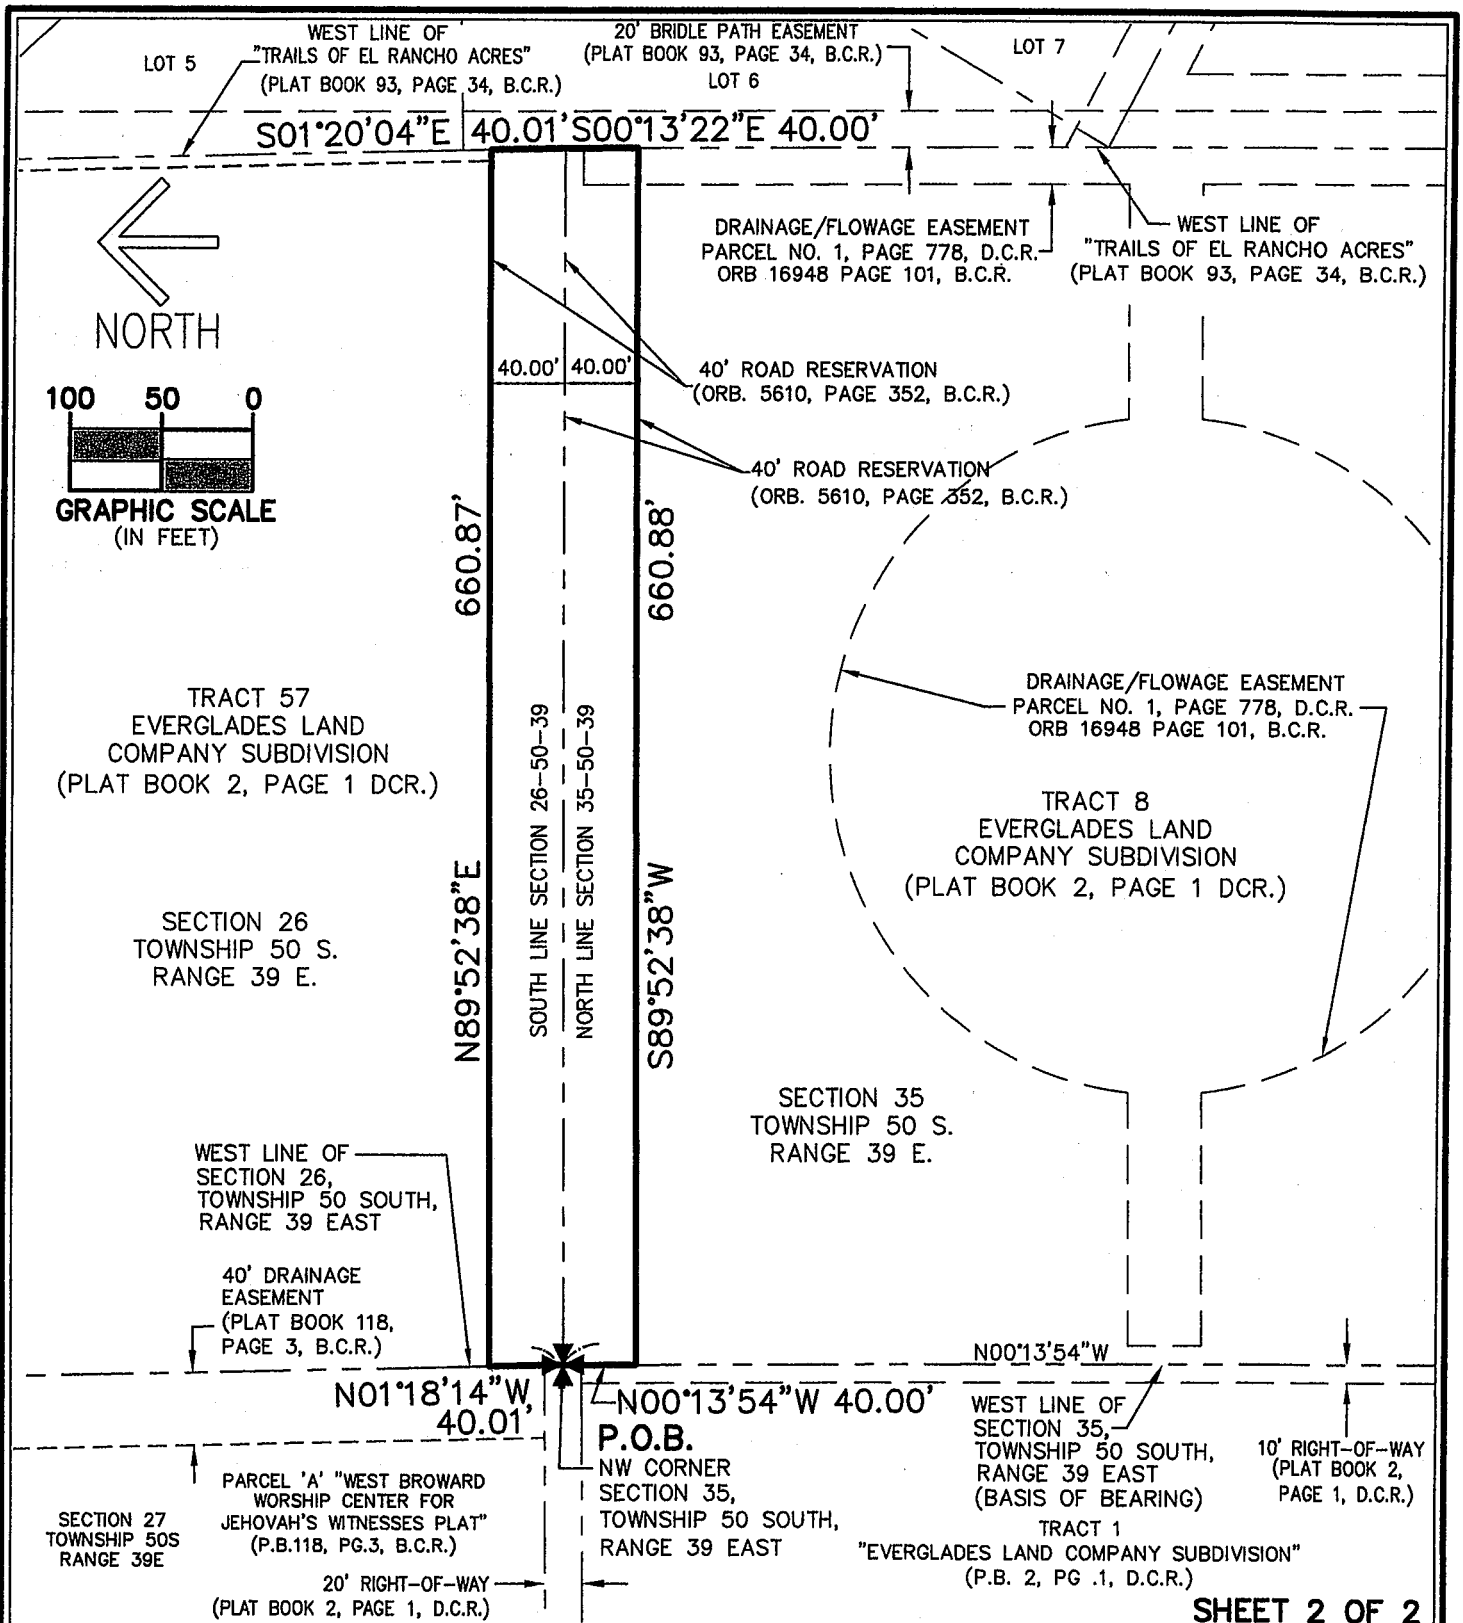 LOT 5
WEST LINE OF
"TRAILS OF EL RANCHO ACRES"
(PLAT BOOK 93, PAGE 34, B.C.R.)
20' BRIDLE PATH EASEMENT
(PLAT BOOK 93, PAGE 34, B.C.R.)
LOT 6
LOT 7
S01°20'04"E 40.01'
S00°13'22"E 40.00'
NORTH
100 50 0
GRAPHIC SCALE
(IN FEET)
DRAINAGE/FLOWAGE EASEMENT
PARCEL NO. 1, PAGE 778, D.C.R.
ORB 16948 PAGE 101, B.C.R.
WEST LINE OF
"TRAILS OF EL RANCHO ACRES"
(PLAT BOOK 93, PAGE 34, B.C.R.)
40.00' 40.00'
40' ROAD RESERVATION
(ORB. 5610, PAGE 352, B.C.R.)
40' ROAD RESERVATION
(ORB. 5610, PAGE 352, B.C.R.)
660.87'
660.88'
TRACT 57
EVERGLADES LAND
COMPANY SUBDIVISION
(PLAT BOOK 2, PAGE 1 DCR.)
SOUTH LINE SECTION 26-50-39
NORTH LINE SECTION 35-50-39
DRAINAGE/FLOWAGE EASEMENT
PARCEL NO. 1, PAGE 778, D.C.R.
ORB 16948 PAGE 101, B.C.R.
TRACT 8
EVERGLADES LAND
COMPANY SUBDIVISION
(PLAT BOOK 2, PAGE 1 DCR.)
N89°52'38"E
S89°52'38"W
SECTION 26
TOWNSHIP 50 S.
RANGE 39 E.
SECTION 35
TOWNSHIP 50 S.
RANGE 39 E.
WEST LINE OF
SECTION 26,
TOWNSHIP 50 SOUTH,
RANGE 39 EAST
40' DRAINAGE
EASEMENT
(PLAT BOOK 118,
PAGE 3, B.C.R.)
N00°13'54"W
N01°18'14"W,
40.01'
N00°13'54"W 40.00'
P.O.B.
NW CORNER
SECTION 35,
TOWNSHIP 50 SOUTH,
RANGE 39 EAST
WEST LINE OF
SECTION 35,
TOWNSHIP 50 SOUTH,
RANGE 39 EAST
(BASIS OF BEARING)
10' RIGHT-OF-WAY
(PLAT BOOK 2,
PAGE 1, D.C.R.)
SECTION 27
TOWNSHIP 50S
RANGE 39E
PARCEL 'A' "WEST BROWARD
WORSHIP CENTER FOR
JEHOVAH'S WITNESSES PLAT"
(P.B.118, PG.3, B.C.R.)
TRACT 1
"EVERGLADES LAND COMPANY SUBDIVISION"
(P.B. 2, PG .1, D.C.R.)
20' RIGHT-OF-WAY
(PLAT BOOK 2, PAGE 1, D.C.R.)
SHEET 2 OF 2